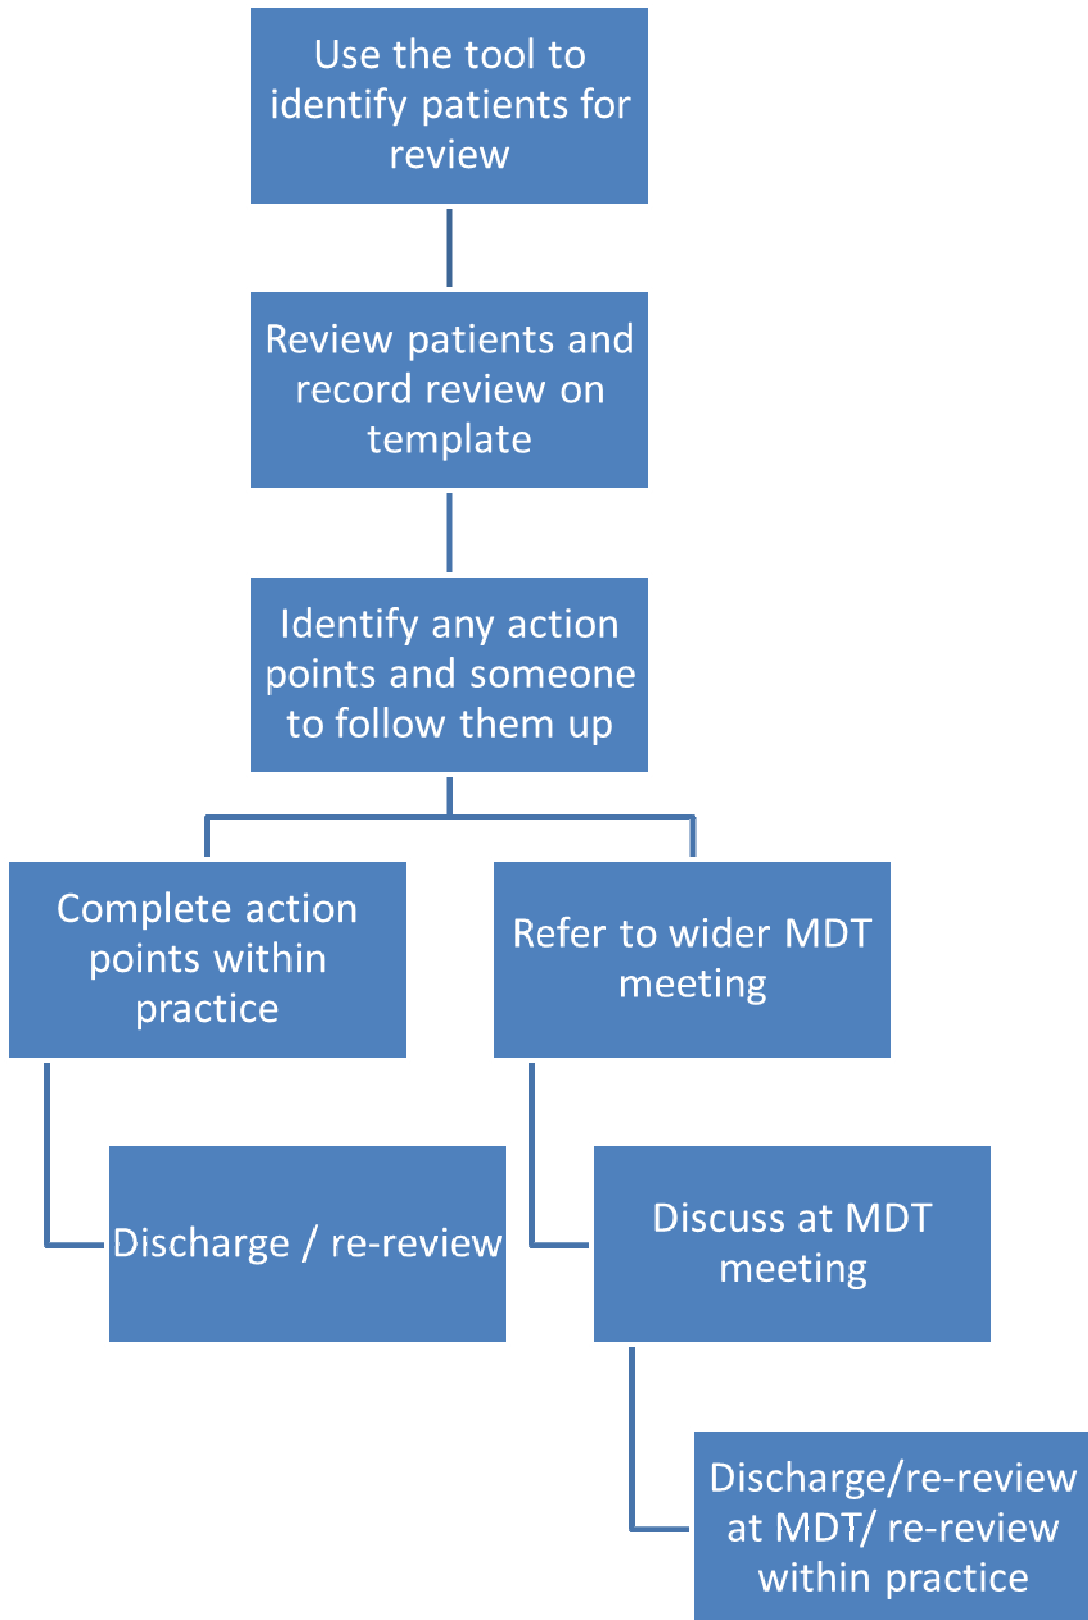 Use the tool to
identify patients for
review
Review patients and
record review on
template
Identify any action
points and someone
to follow them up
Complete action
points within
practice
Discharge / re-review
Refer to wider MDT
meeting
Discuss at MDT
meeting
Discharge/re-review
at MDT/ re-review
within practice